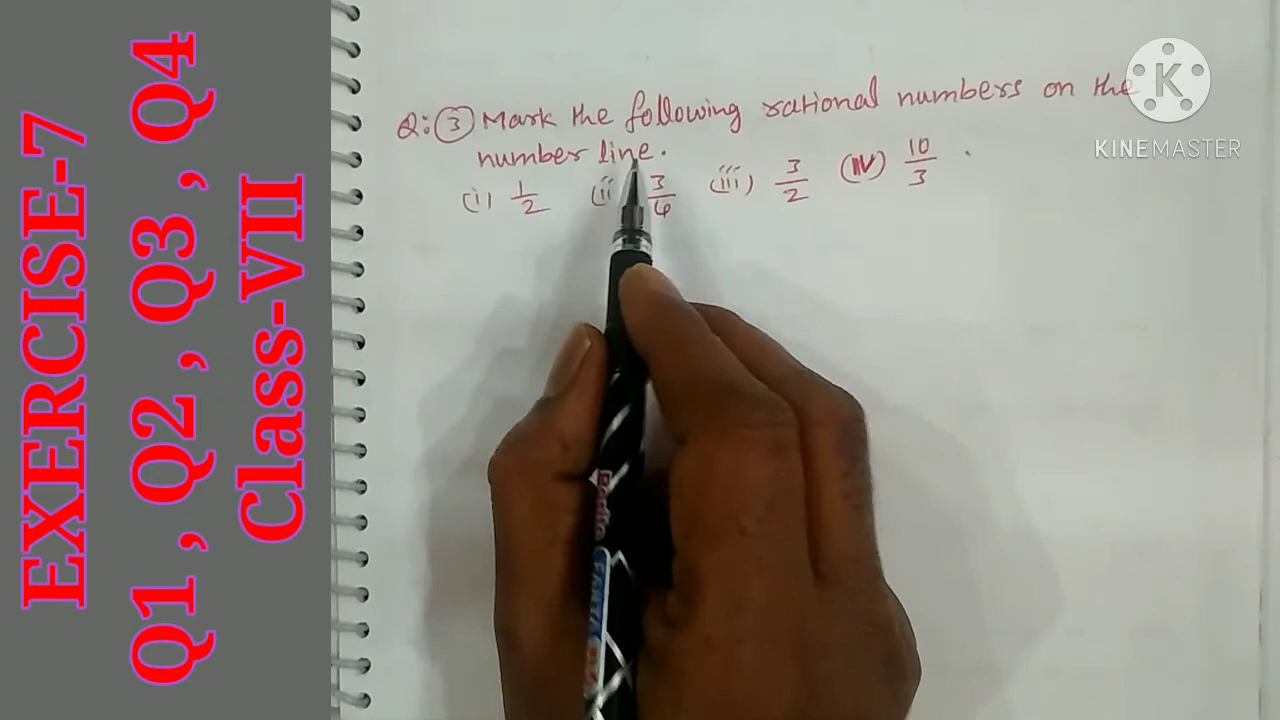 EXERCISE-7
Q1 , Q2 , Q3 , Q4
Class-VII
Q:③ Mark the following rational numbers on the
number line.
(i) 1/2 (ii 3/4 (iii) 3/2 (IV) 10/3 .
K
KINEMASTER